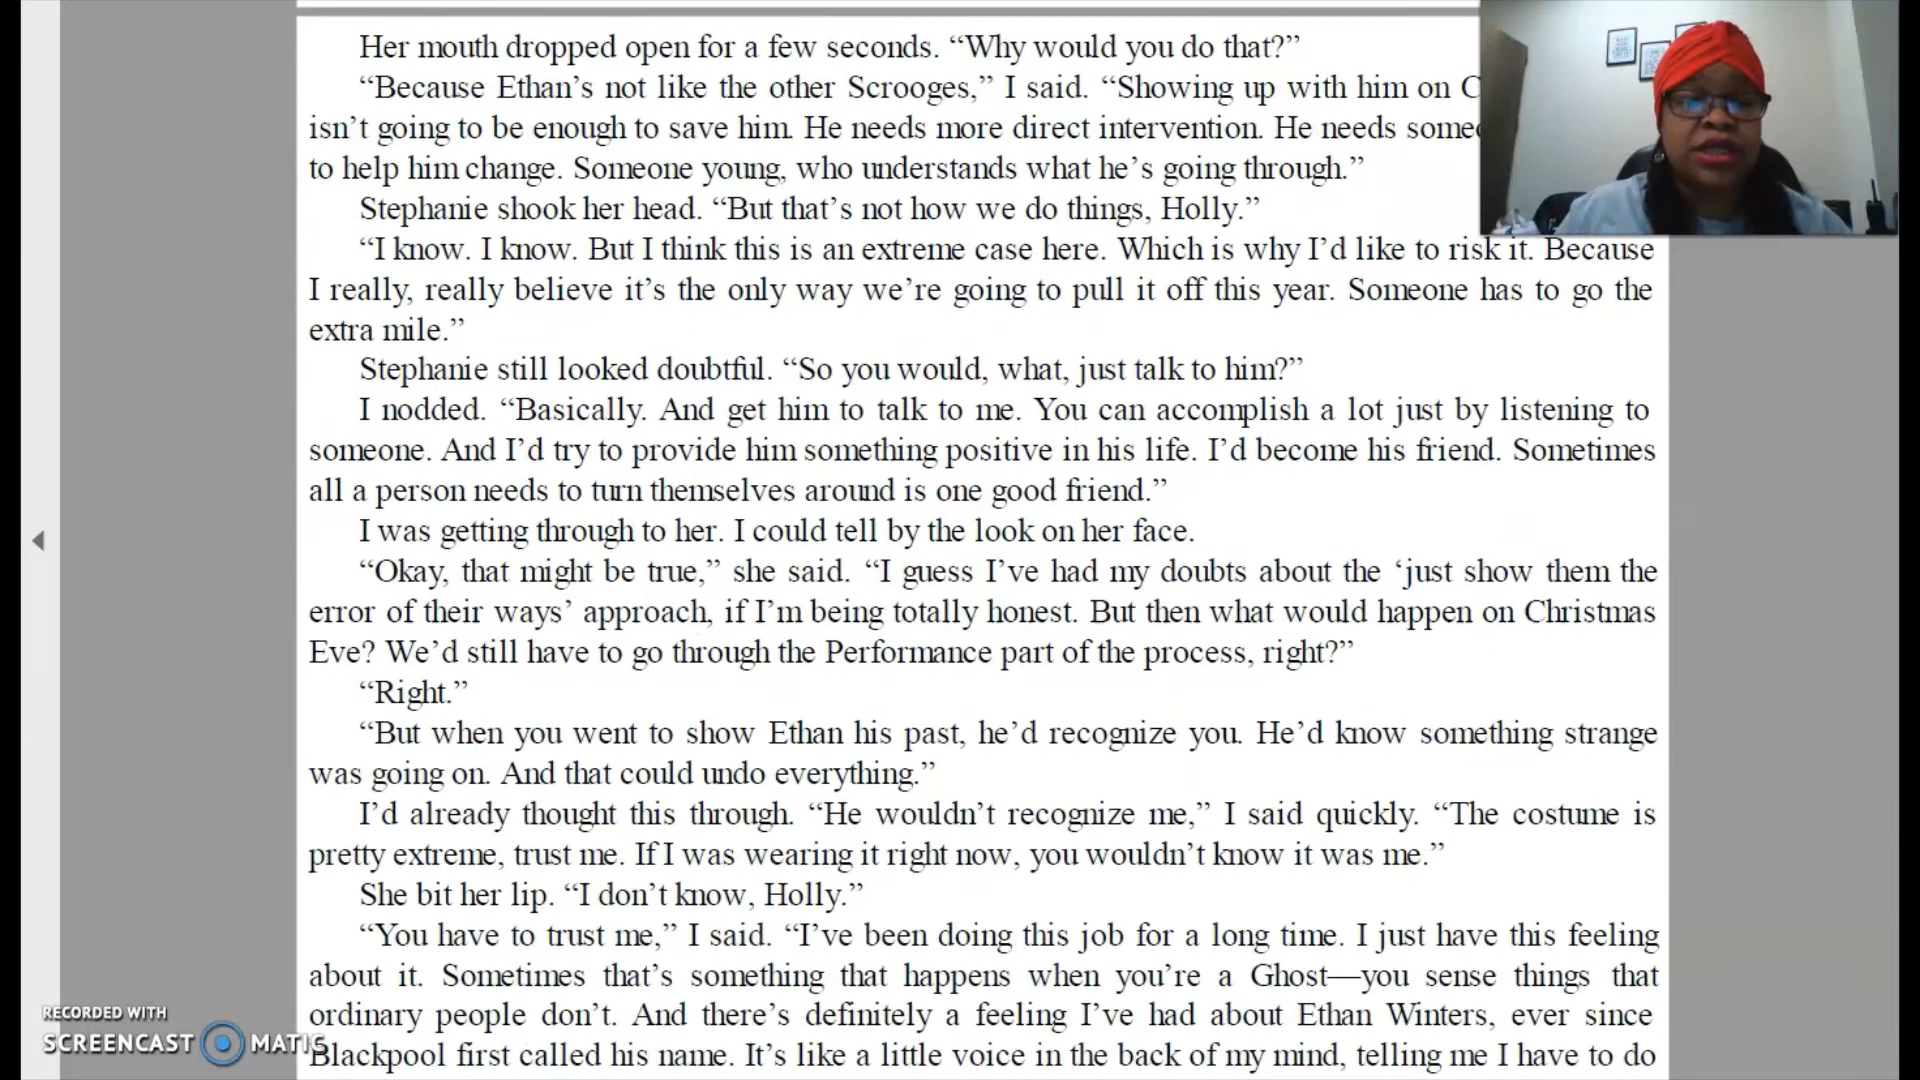 Her mouth dropped open for a few seconds. “Why would you do that?”
“Because Ethan’s not like the other Scrooges,” I said. “Showing up with him on
isn’t going to be enough to save him. He needs more direct intervention. He needs
to help him change. Someone young, who understands what he’s going through.”
Stephanie shook her head. “But that’s not how we do things, Holly.”
“I know. I know. But I think this is an extreme case here. Which is why I’d like to risk it. Because
I really, really believe it’s the only way we’re going to pull it off this year. Someone has to go the
extra mile.”
Stephanie still looked doubtful. “So you would, what, just talk to him?”
I nodded. “Basically. And get him to talk to me. You can accomplish a lot just by listening to
someone. And I’d try to provide him something positive in his life. I’d become his friend. Sometimes
all a person needs to turn themselves around is one good friend.”
I was getting through to her. I could tell by the look on her face.
“Okay, that might be true,” she said. “I guess I’ve had my doubts about the ‘just show them the
error of their ways’ approach, if I’m being totally honest. But then what would happen on Christmas
Eve? We’d still have to go through the Performance part of the process, right?”
“Right.”
“But when you went to show Ethan his past, he’d recognize you. He’d know something strange
was going on. And that could undo everything.”
I’d already thought this through. “He wouldn’t recognize me,” I said quickly. “The costume is
pretty extreme, trust me. If I was wearing it right now, you wouldn’t know it was me.”
She bit her lip. “I don’t know, Holly.”
“You have to trust me,” I said. “I’ve been doing this job for a long time. I just have this feeling
about it. Sometimes that’s something that happens when you’re a Ghost—you sense things that
ordinary people don’t. And there’s definitely a feeling I’ve had about Ethan Winters, ever since
Blackpool first called his name. It’s like a little voice in the back of my mind, telling me I have to do
RECORDED WITH
SCREENCAST MATIC